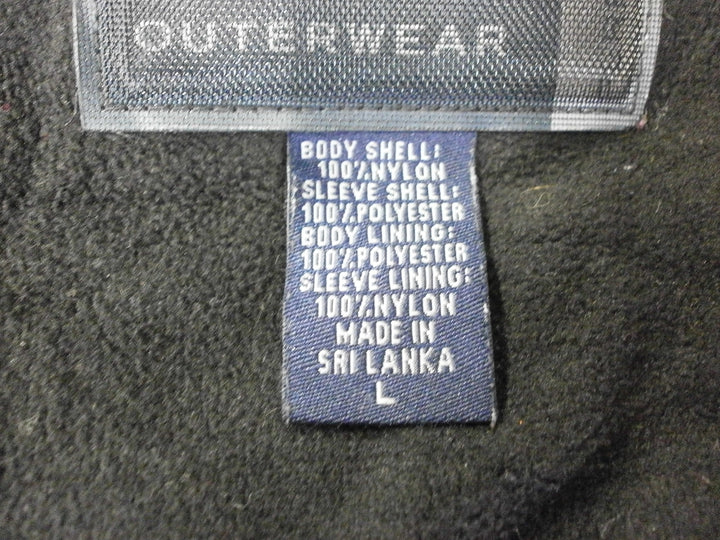 OUTERWEAR
BODY SHELL:
100%NYLON
SLEEVE SHELL:
100%POLYESTER
BODY LINING:
100%POLYESTER
SLEEVE LINING:
100%NYLON
MADE IN
SRI LANKA
L